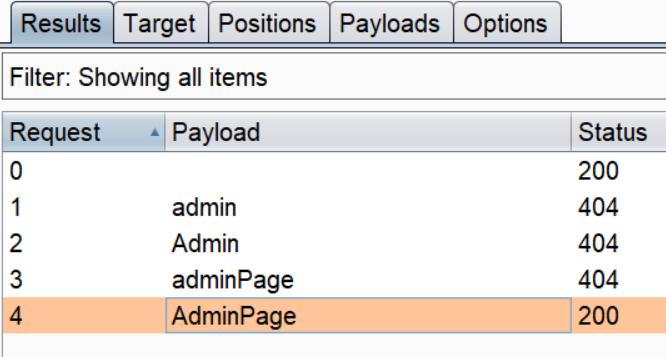 Results Target Positions Payloads Options
Filter: Showing all items
Request Payload Status
0 200
1 admin 404
2 Admin 404
3 adminPage 404
4 AdminPage 200